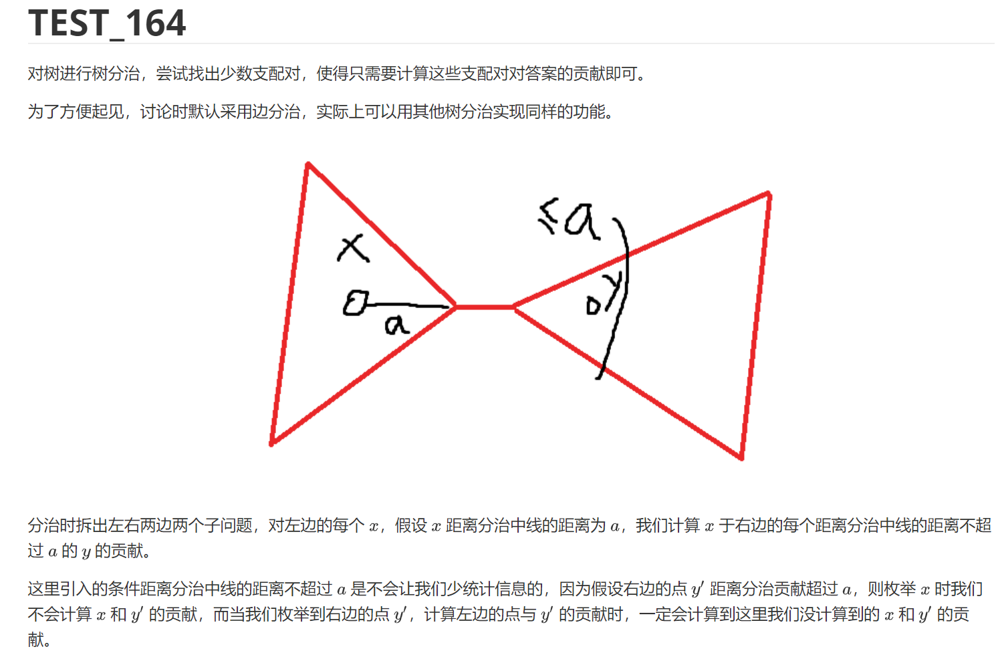 TEST_164
对树进行树分治，尝试找出少数支配对，使得只需要计算这些支配对对答案的贡献即可。
为了方便起见，讨论时默认采用边分治，实际上可以用其他树分治实现同样的功能。
≤a
x
y
a
分治时拆出左右两边两个子问题，对左边的每个 x，假设 x 距离分治中线的距离为 a，我们计算 x 于右边的每个距离分治中线的距离不超
过 a 的 y 的贡献。
这里引入的条件距离分治中线的距离不超过 a 是不会让我们少统计信息的，因为假设右边的点 y′ 距离分治贡献超过 a，则枚举 x 时我们
不会计算 x 和 y′ 的贡献，而当我们枚举到右边的点 y′，计算左边的点与 y′ 的贡献时，一定会计算到这里我们没计算到的 x 和 y′ 的贡
献。